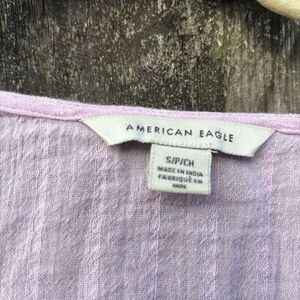 AMERICAN EAGLE
S/P/CH
MADE IN INDIA
FABRIQUÉ EN
INDE